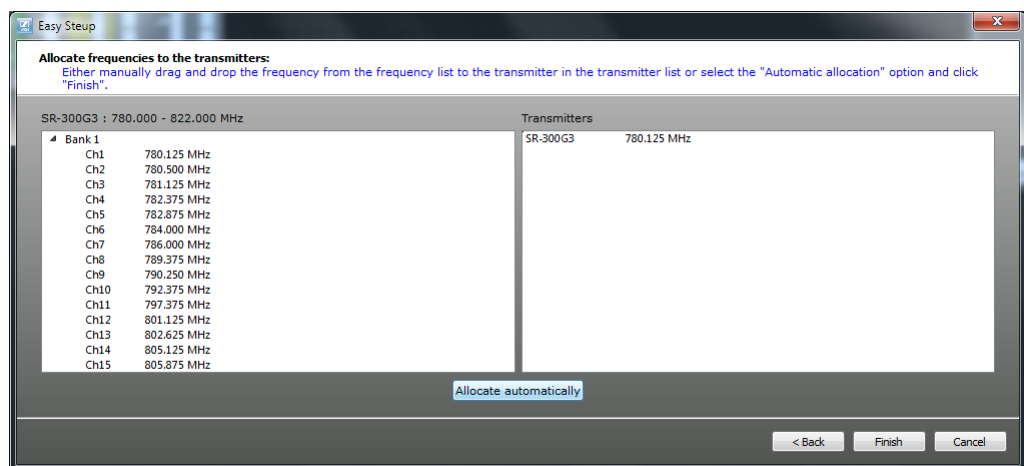 Easy Steup
Allocate frequencies to the transmitters:
Either manually drag and drop the frequency from the frequency list to the transmitter in the transmitter list or select the "Automatic allocation" option and click
"Finish".
SR-300G3 : 780.000 - 822.000 MHz
Transmitters
Bank 1
SR-300G3 780.125 MHz
Ch1 780.125 MHz
Ch2 780.500 MHz
Ch3 781.125 MHz
Ch4 782.375 MHz
Ch5 782.875 MHz
Ch6 784.000 MHz
Ch7 786.000 MHz
Ch8 789.375 MHz
Ch9 790.250 MHz
Ch10 792.375 MHz
Ch11 797.375 MHz
Ch12 801.125 MHz
Ch13 802.625 MHz
Ch14 805.125 MHz
Ch15 805.875 MHz
Allocate automatically
< Back Finish Cancel